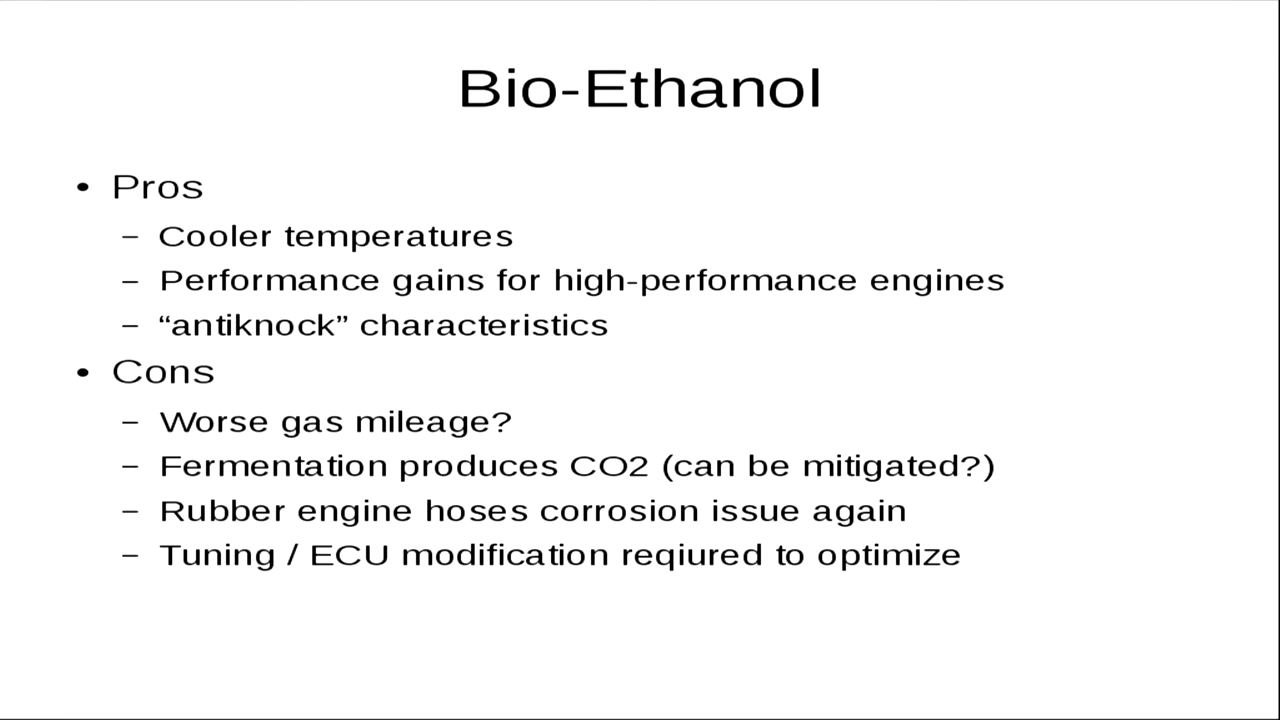 Bio-Ethanol
• Pros
– Cooler temperatures
– Performance gains for high-performance engines
– “antiknock” characteristics
• Cons
– Worse gas mileage?
– Fermentation produces CO2 (can be mitigated?)
– Rubber engine hoses corrosion issue again
– Tuning / ECU modification reqiured to optimize